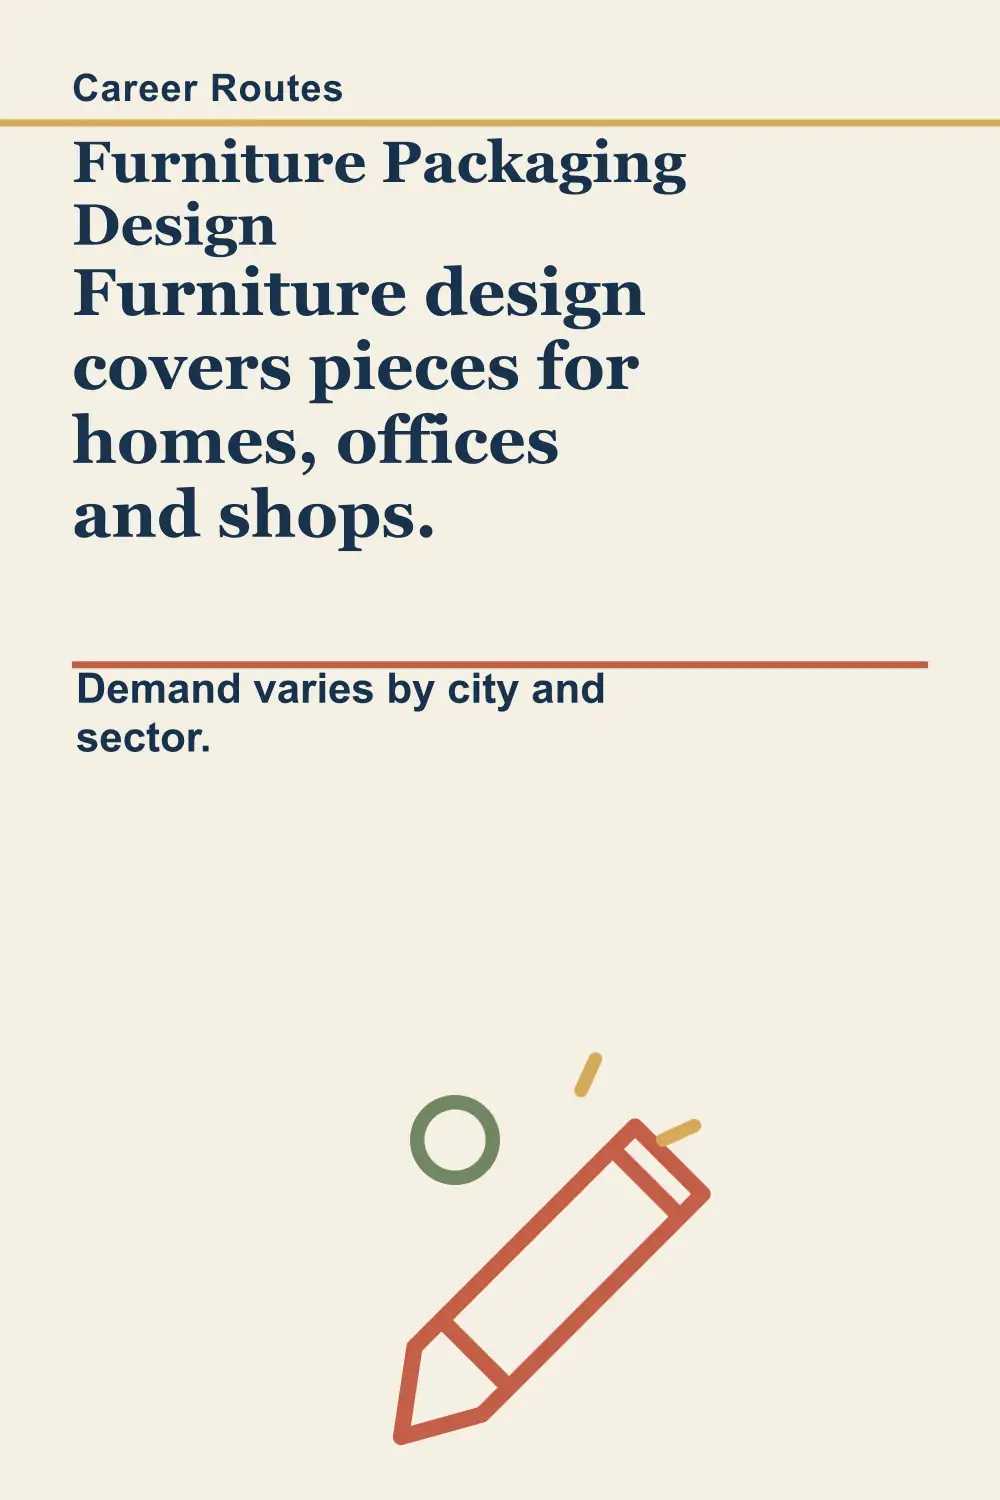 Career Routes
Furniture Packaging
Design
Furniture design
covers pieces for
homes, offices
and shops.
Demand varies by city and
sector.